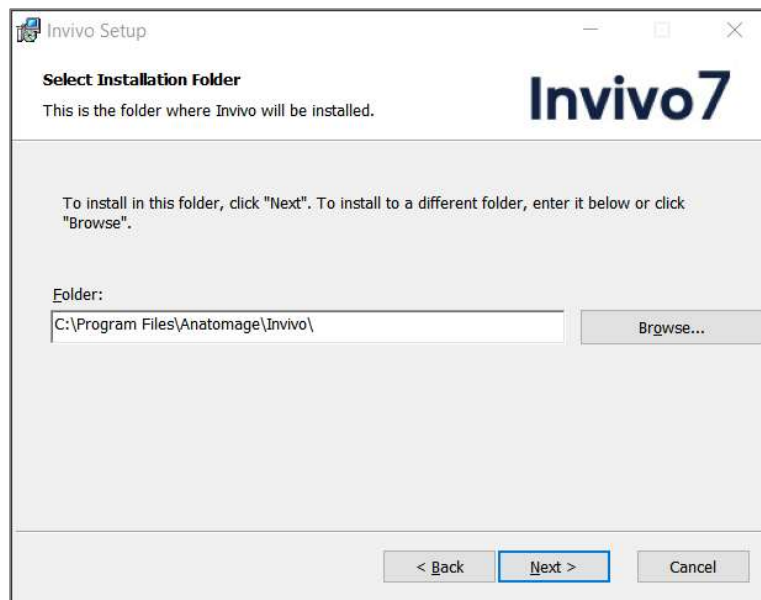 Invivo Setup
Select Installation Folder
This is the folder where Invivo will be installed.
Invivo7
To install in this folder, click "Next". To install to a different folder, enter it below or click
"Browse".
Folder:
C:\Program Files\Anatomage\Invivo\
Browse...
< Back
Next >
Cancel